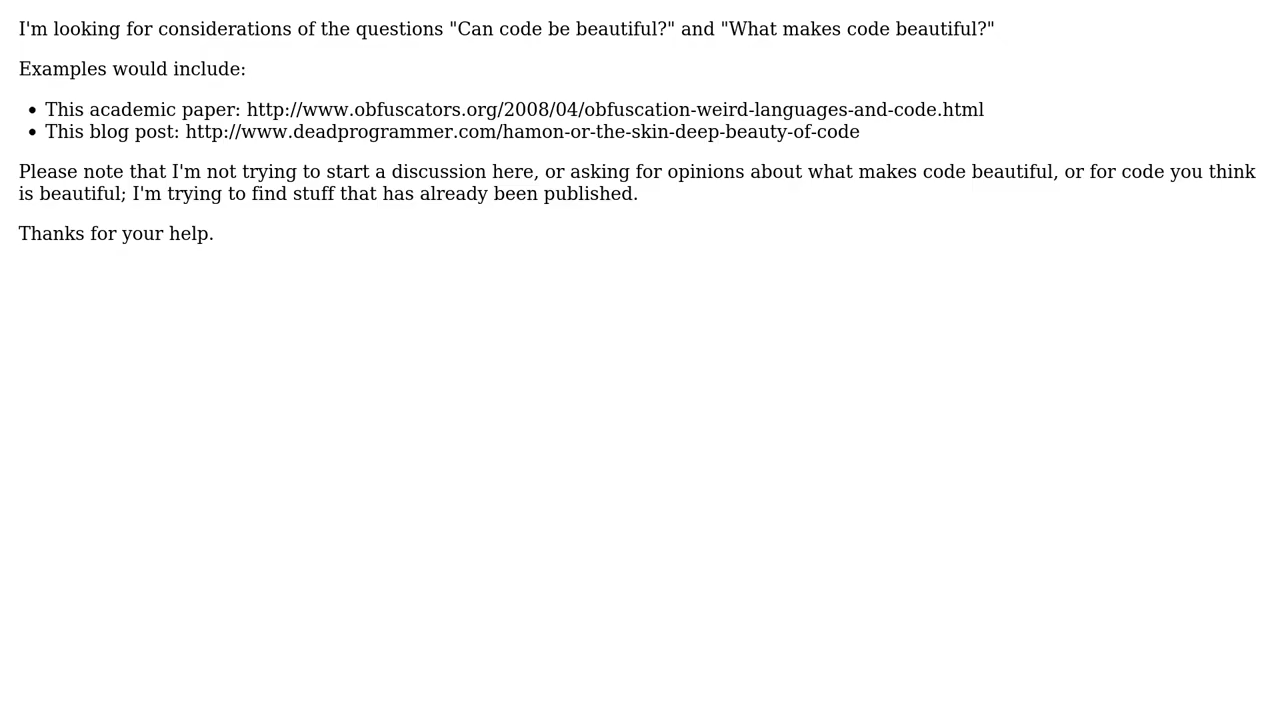 I'm looking for considerations of the questions "Can code be beautiful?" and "What makes code beautiful?"
Examples would include:
• This academic paper: http://www.obfuscators.org/2008/04/obfuscation-weird-languages-and-code.html
• This blog post: http://www.deadprogrammer.com/hamon-or-the-skin-deep-beauty-of-code
Please note that I'm not trying to start a discussion here, or asking for opinions about what makes code beautiful, or for code you think
is beautiful; I'm trying to find stuff that has already been published.
Thanks for your help.